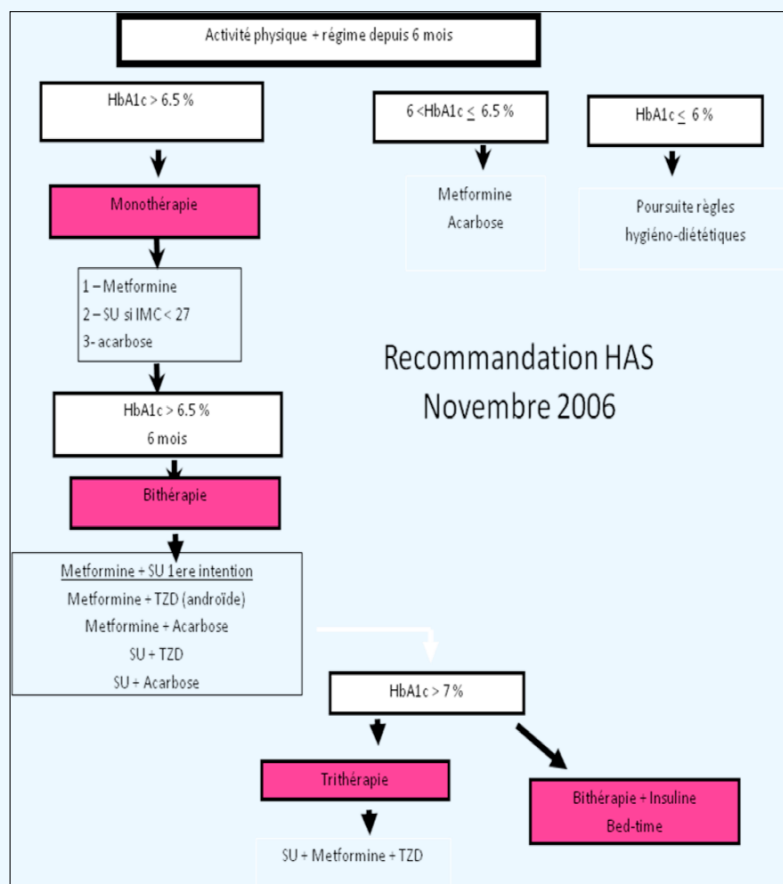 Activité physique + régime depuis 6 mois
HbA1c > 6.5 %
6 <HbA1c ≤ 6.5 %
HbA1c ≤ 6 %
Monothérapie
Metformine
Acarbose
Poursuite règles
hygiéno-diététiques
1 – Metformine
2 – SU si IMC < 27
3- acarbose
Recommandation HAS
Novembre 2006
HbA1c > 6.5 %
6 mois
Bithérapie
Metformine + SU 1ere intention
Metformine + TZD (androïde)
Metformine + Acarbose
SU + TZD
SU + Acarbose
HbA1c > 7 %
Trithérapie
Bithérapie + Insuline
Bed-time
SU + Metformine + TZD